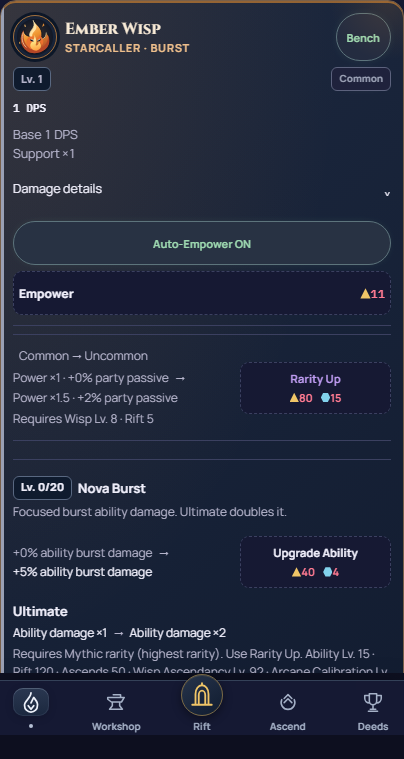 Ember Wisp
STARCALLER · BURST
Bench
Lv. 1
Common
1 DPS
Base 1 DPS
Support ×1
Damage details
Auto-Empower ON
Empower
11
Common → Uncommon
Power ×1 · +0% party passive →
Power ×1.5 · +2% party passive
Requires Wisp Lv. 8 · Rift 5
Rarity Up
80 15
Lv. 0/20 Nova Burst
Focused burst ability damage. Ultimate doubles it.
+0% ability burst damage →
+5% ability burst damage
Upgrade Ability
40 4
Ultimate
Ability damage ×1 → Ability damage ×2
Requires Mythic rarity (highest rarity). Use Rarity Up. Ability Lv. 15 ·
Rift 120 · Ascends 50 · Wisp Ascendancy Lv. 92 · Arcane Calibration Lv.
Workshop
Rift
Ascend
Deeds